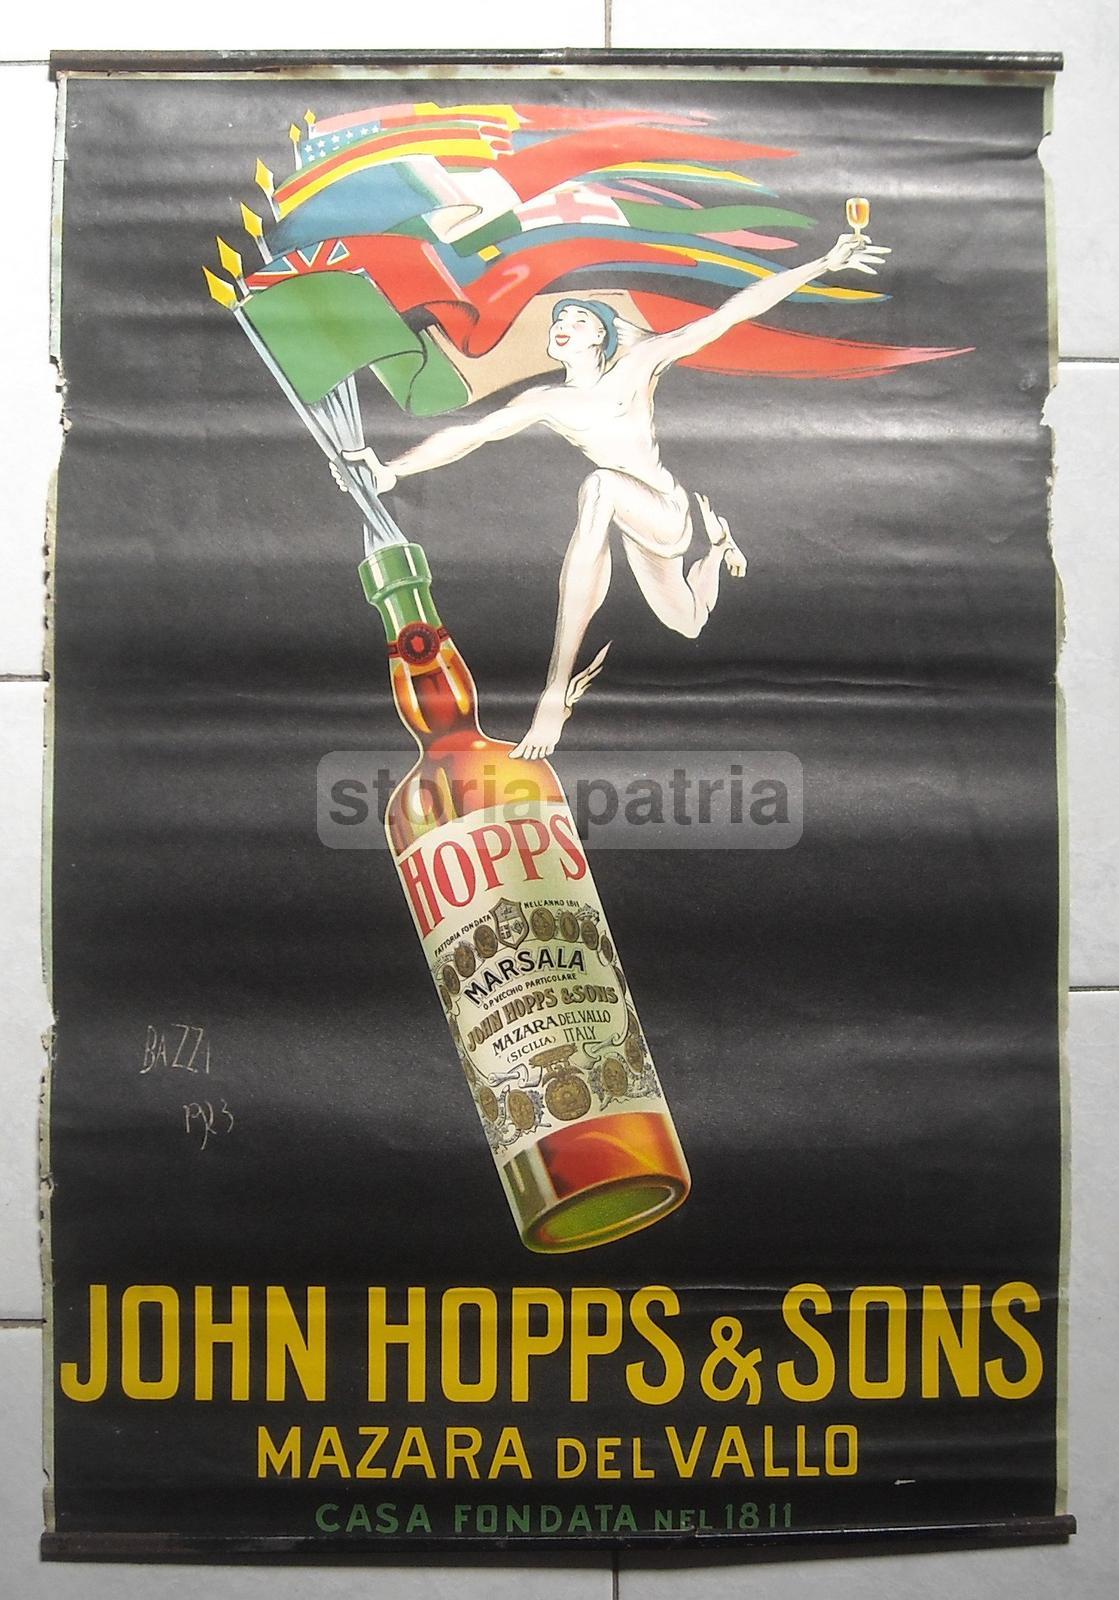 storia-patria
HOPPS
FATTORIA FONDATA NELL'ANNO 1811
MARSALA
O.P. VECCHIO PARTICOLARE
JOHN HOPPS & SONS
MAZARA DEL VALLO
(SICILIA) ITALY
BAZZI
1923
JOHN HOPPS & SONS
MAZARA DEL VALLO
CASA FONDATA NEL 1811